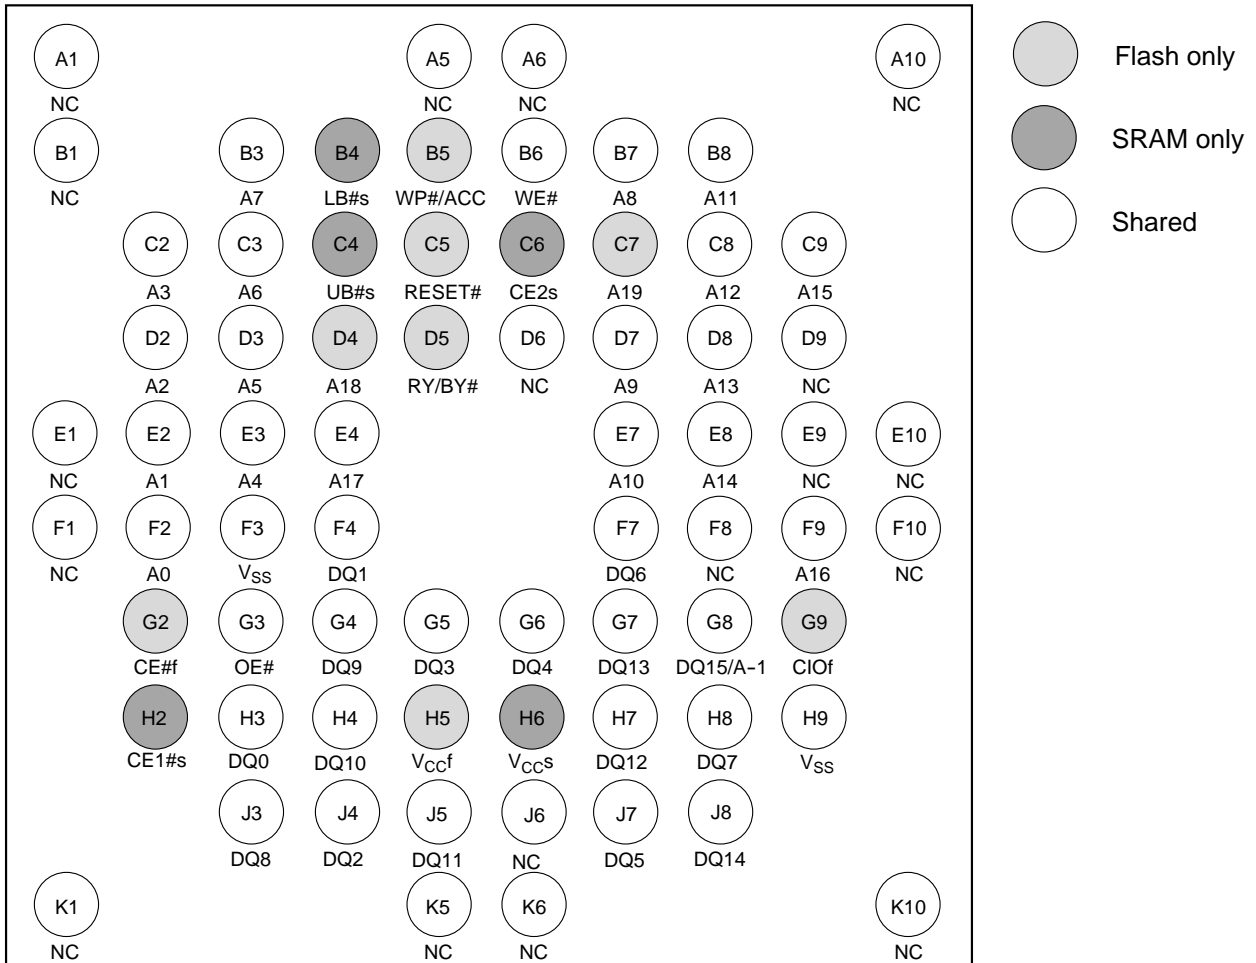 A1 A5 A6 A10 Flash only
NC NC NC NC
SRAM only
B1 B3 B4 B5 B6 B7 B8
NC A7 LB#s WP#/ACC WE# A8 A11
Shared
C2 C3 C4 C5 C6 C7 C8 C9
A3 A6 UB#s RESET# CE2s A19 A12 A15
D2 D3 D4 D5 D6 D7 D8 D9
A2 A5 A18 RY/BY# NC A9 A13 NC
E1 E2 E3 E4 E7 E8 E9 E10
NC A1 A4 A17 A10 A14 NC NC
F1 F2 F3 F4 F7 F8 F9 F10
NC A0 VSS DQ1 DQ6 NC A16 NC
G2 G3 G4 G5 G6 G7 G8 G9
CE#f OE# DQ9 DQ3 DQ4 DQ13 DQ15/A-1 CIOf
H2 H3 H4 H5 H6 H7 H8 H9
CE1#s DQ0 DQ10 VCCf VCCs DQ12 DQ7 VSS
J3 J4 J5 J6 J7 J8
DQ8 DQ2 DQ11 NC DQ5 DQ14
K1 K5 K6 K10
NC NC NC NC